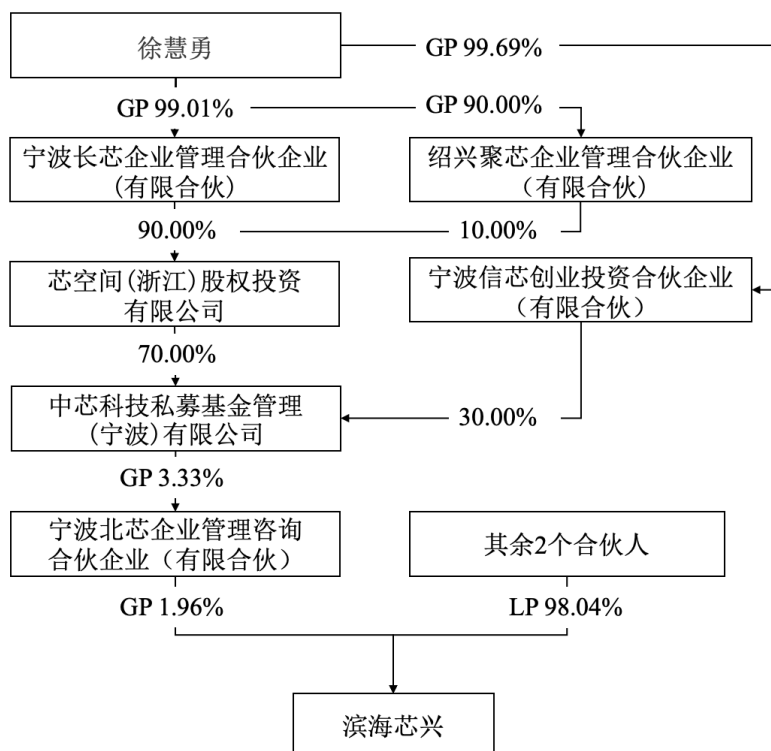 徐慧勇
GP 99.69%
GP 99.01%
GP 90.00%
宁波长芯企业管理合伙企业
(有限合伙)
绍兴聚芯企业管理合伙企业
（有限合伙)
90.00%
10.00%
芯空间(浙江)股权投资
有限公司
宁波信芯创业投资合伙企业
（有限合伙）
70.00%
中芯科技私募基金管理
(宁波)有限公司
30.00%
GP 3.33%
宁波北芯企业管理咨询
合伙企业（有限合伙）
其余2个合伙人
GP 1.96%
LP 98.04%
滨海芯兴